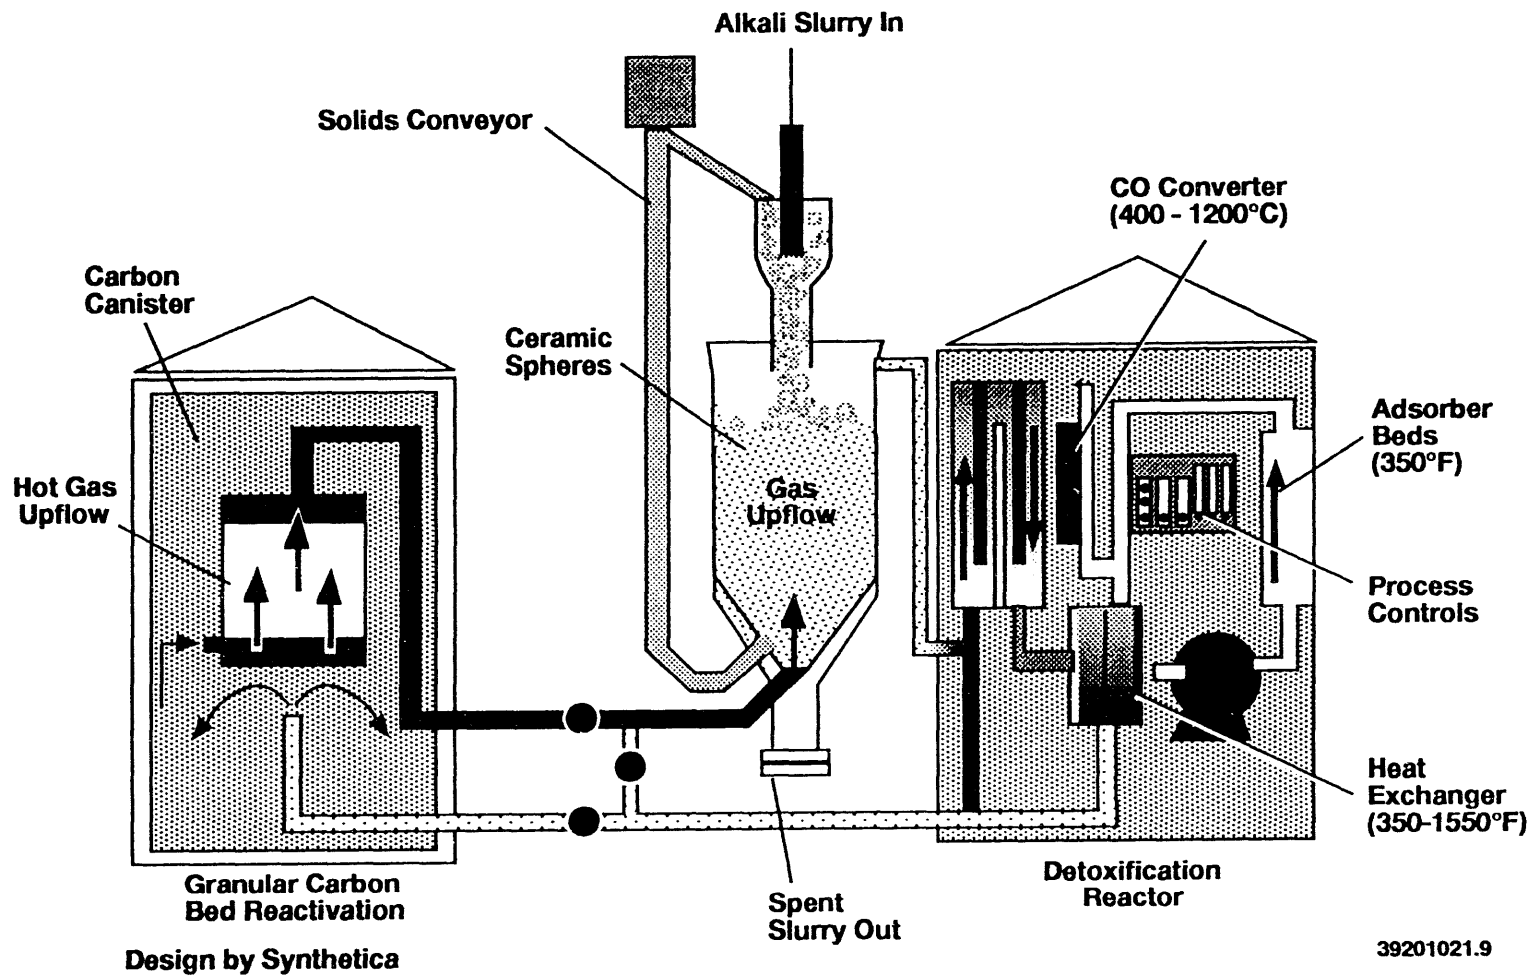 Alkali Slurry In
Solids Conveyor
CO Converter
(400 - 1200°C)
Carbon
Canister
Ceramic
Spheres
Adsorber
Beds
(350°F)
Hot Gas
Upflow
Gas
Upflow
Process
Controls
Heat
Exchanger
(350-1550°F)
Granular Carbon
Bed Reactivation
Detoxification
Reactor
Spent
Slurry Out
Design by Synthetica
39201021.9